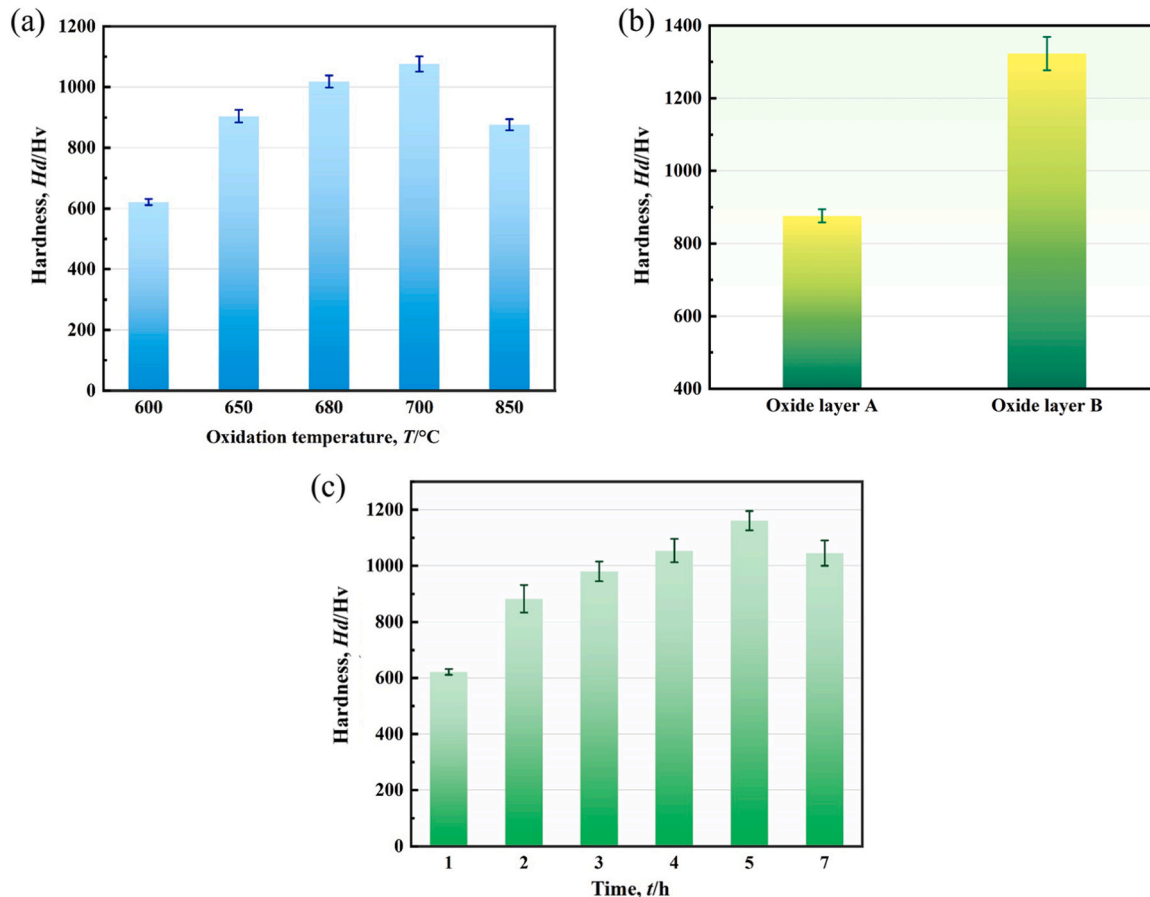 (a)
1200
1000
800
600
400
200
0
Hardness, Hd/Hv
600 650 680 700 850
Oxidation temperature, T/°C
(b)
1400
1200
1000
800
600
400
Hardness, Hd/Hv
Oxide layer A Oxide layer B
(c)
1200
1000
800
600
400
200
0
Hardness, Hd/Hv
1 2 3 4 5 7
Time, t/h